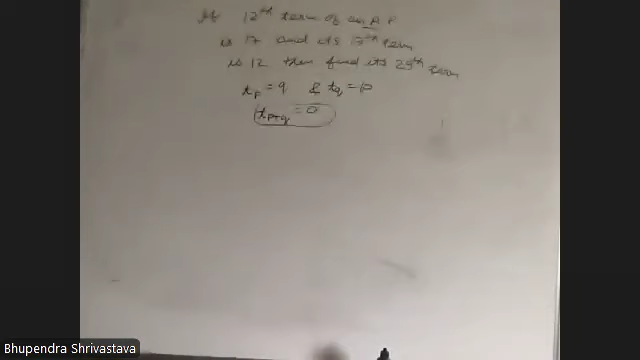 If 12th term of an A P
is 17 and its 17th term
is 12 then find its 29th term
tp = q & tq = p
tp+q = 0
Bhupendra Shrivastava